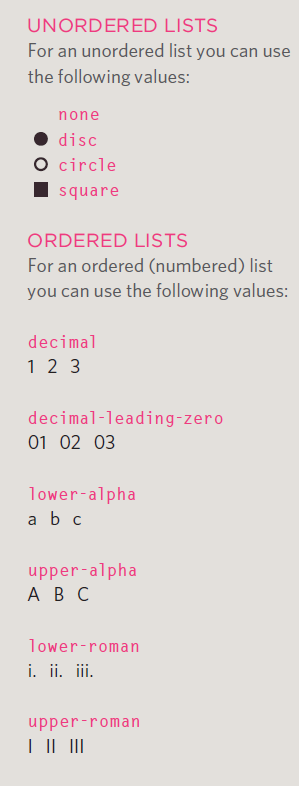 UNORDERED LISTS
For an unordered list you can use
the following values:
none
disc
circle
square
ORDERED LISTS
For an ordered (numbered) list
you can use the following values:
decimal
1 2 3
decimal-leading-zero
01 02 03
lower-alpha
a b c
upper-alpha
A B C
lower-roman
i. ii. iii.
upper-roman
I II III